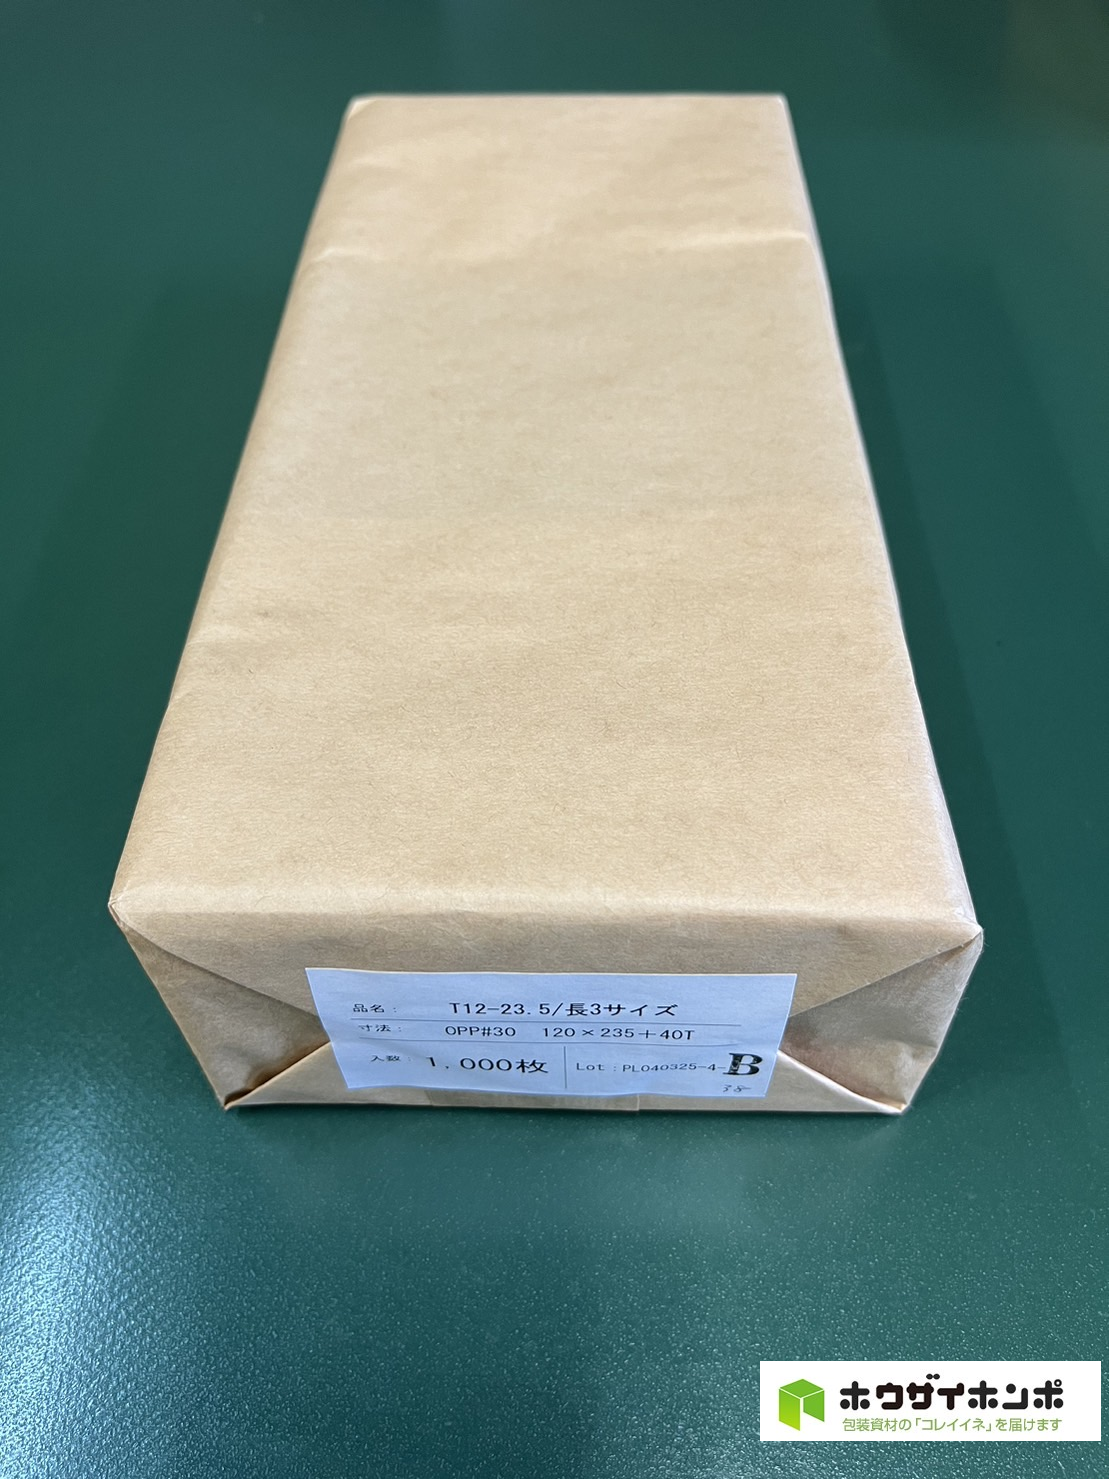 品名： T12-23.5/長3サイズ
寸法： OPP#30 120×235＋40T
入数： 1,000枚 Lot：PL040325-4-B
38
ホウザイホンポ
包装資材の「コレイイネ」を届けます